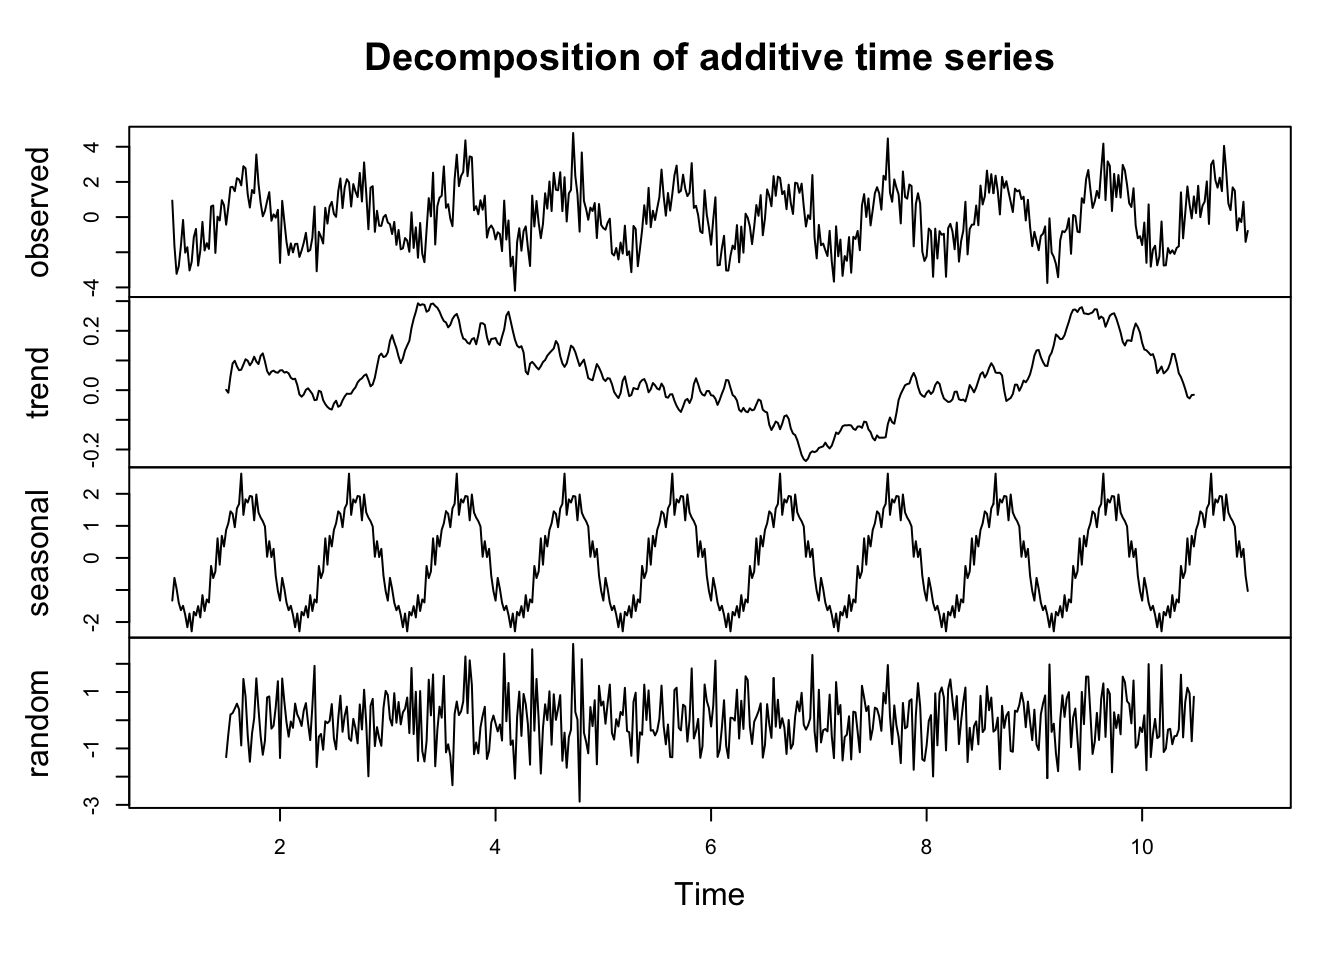 Decomposition of additive time series
observed
4
2
0
-4
trend
0.2
0.0
-0.2
seasonal
2
1
0
-2
random
1
-1
-3
2 4 6 8 10
Time